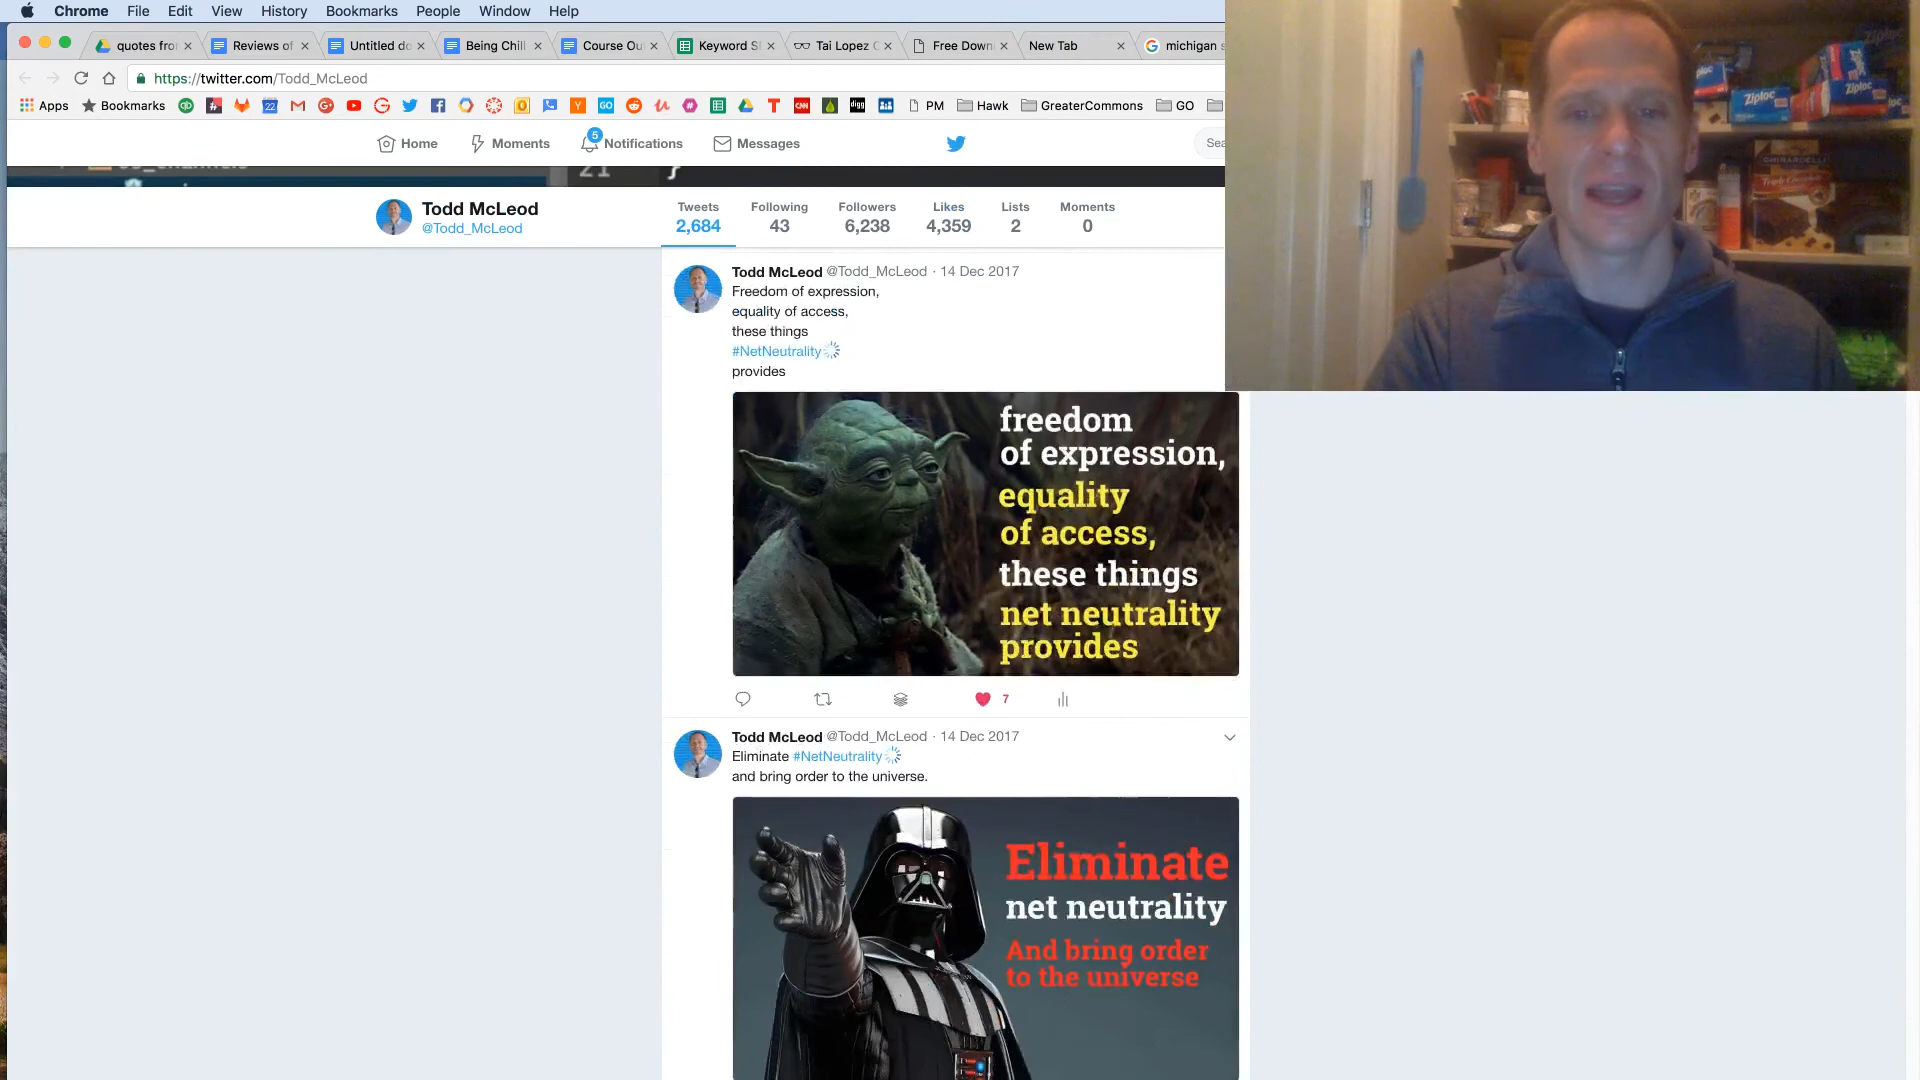 Chrome File Edit View History Bookmarks People Window Help
quotes fro Reviews of Untitled do Being Chill Course Ou Keyword S Tai Lopez C Free Down New Tab michigan s
https://twitter.com/Todd_McLeod
Apps Bookmarks PM Hawk GreaterCommons GO
Home Moments 5 Notifications Messages Sea
21 }
Todd McLeod
@Todd_McLeod
Tweets Following Followers Likes Lists Moments
2,684 43 6,238 4,359 2 0
Todd McLeod @Todd_McLeod · 14 Dec 2017
Freedom of expression,
equality of access,
these things
#NetNeutrality
provides
freedom
of expression,
equality
of access,
these things
net neutrality
provides
7
Todd McLeod @Todd_McLeod · 14 Dec 2017
Eliminate #NetNeutrality
and bring order to the universe.
Eliminate
net neutrality
And bring order
to the universe
Ziploc
Ziploc
GHIRARDELLI